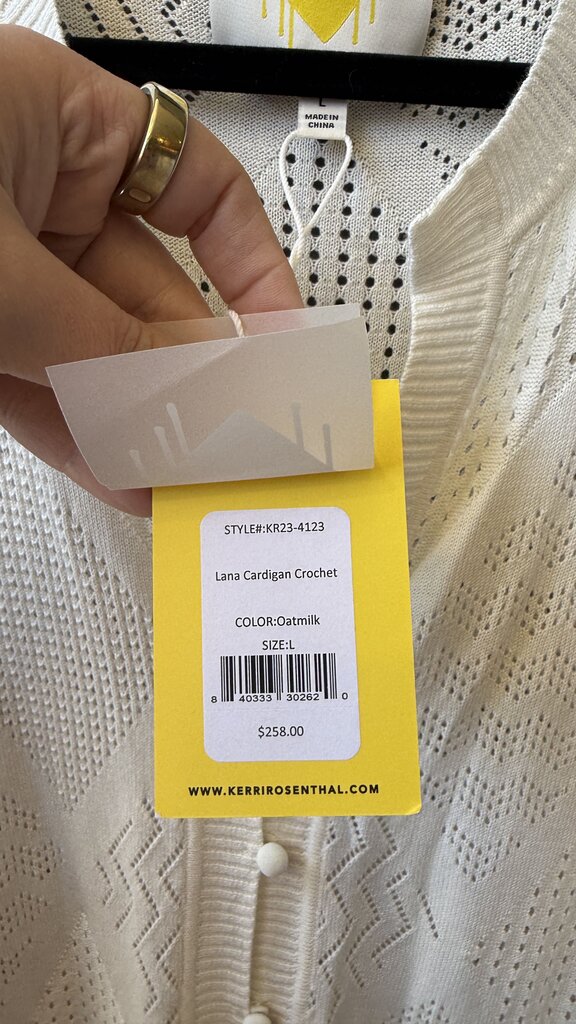 L
MADE IN
CHINA
STYLE#:KR23-4123
Lana Cardigan Crochet
COLOR:Oatmilk
SIZE:L
8 40333 30262 0
$258.00
WWW.KERRIROSENTHAL.COM